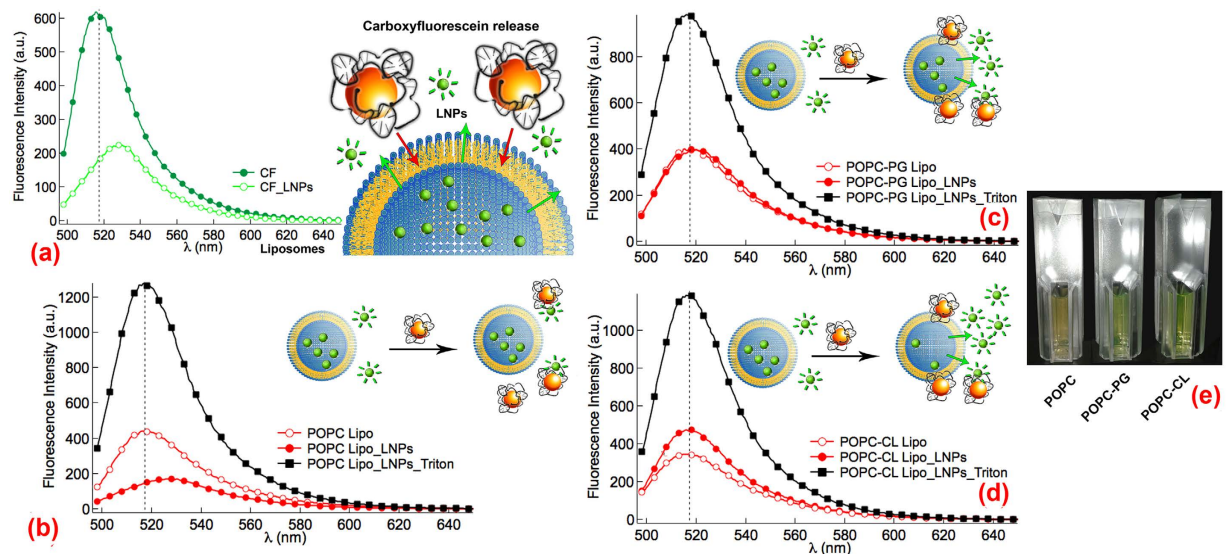 600
500
400
300
200
100
0
Fluorescence Intensity (a.u.)
CF
CF_LNPs
500 520 540 560 580 600 620 640
λ (nm)
(a)
Carboxyfluorescein release
LNPs
Liposomes
1200
1000
800
600
400
200
0
Fluorescence Intensity (a.u.)
POPC Lipo
POPC Lipo_LNPs
POPC Lipo_LNPs_Triton
500 520 540 560 580 600 620 640
λ (nm)
(b)
800
600
400
200
0
Fluorescence Intensity (a.u.)
POPC-PG Lipo
POPC-PG Lipo_LNPs
POPC-PG Lipo_LNPs_Triton
500 520 540 560 580 600 620 640
λ (nm)
(c)
1000
800
600
400
200
0
Fluorescence Intensity (a.u.)
POPC-CL Lipo
POPC-CL Lipo_LNPs
POPC-CL Lipo_LNPs_Triton
500 520 540 560 580 600 620 640
λ (nm)
(d)
POPC
POPC-PG
POPC-CL
(e)